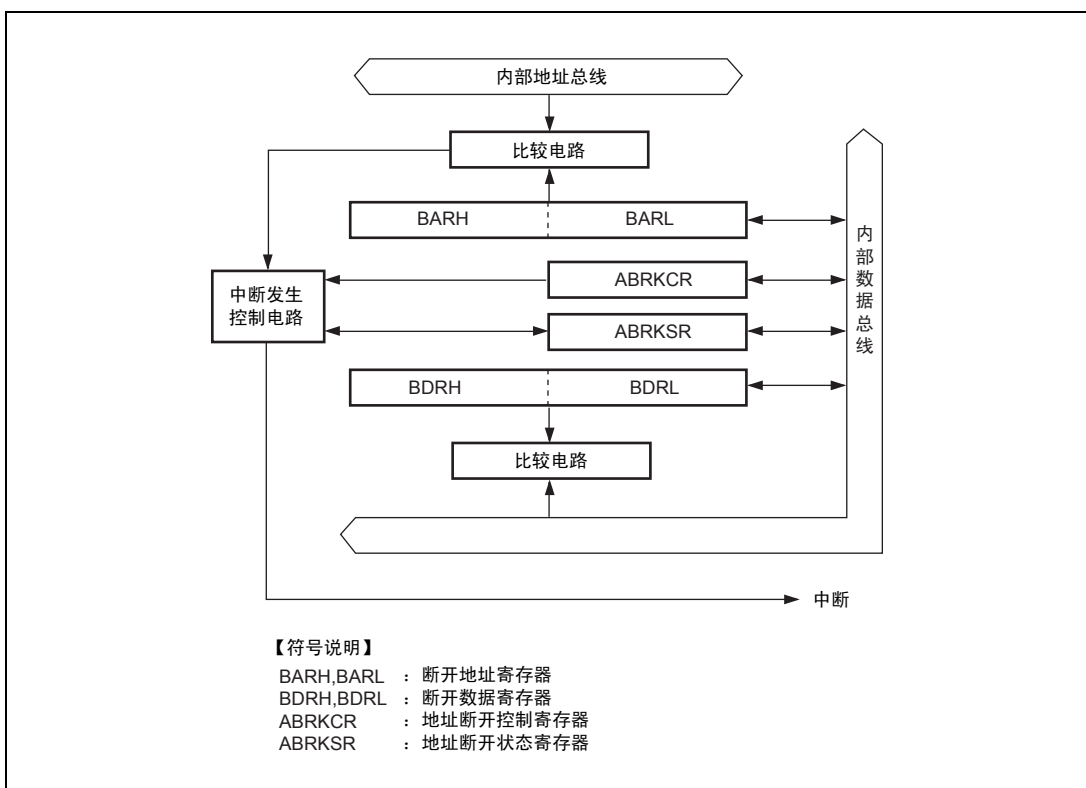 内部地址总线
比较电路
BARH BARL
ABRKCR
中断发生
控制电路
ABRKSR
BDRH BDRL
比较电路
内部数据总线
中断
【符号说明】
BARH,BARL : 断开地址寄存器
BDRH,BDRL : 断开数据寄存器
ABRKCR : 地址断开控制寄存器
ABRKSR : 地址断开状态寄存器